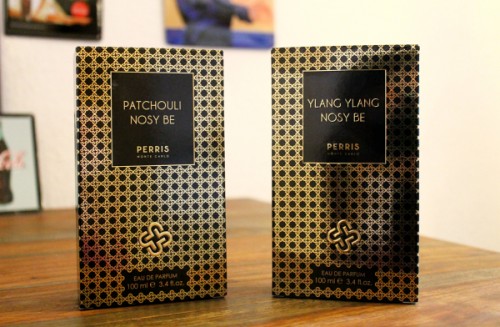 PATCHOULI
NOSY BE
PERRIS
MONTE CARLO
EAU DE PARFUM
100 ml ℮ 3.4 fl.oz.
YLANG YLANG
NOSY BE
PERRIS
MONTE CARLO
EAU DE PARFUM
100 ml ℮ 3.4 fl.oz.